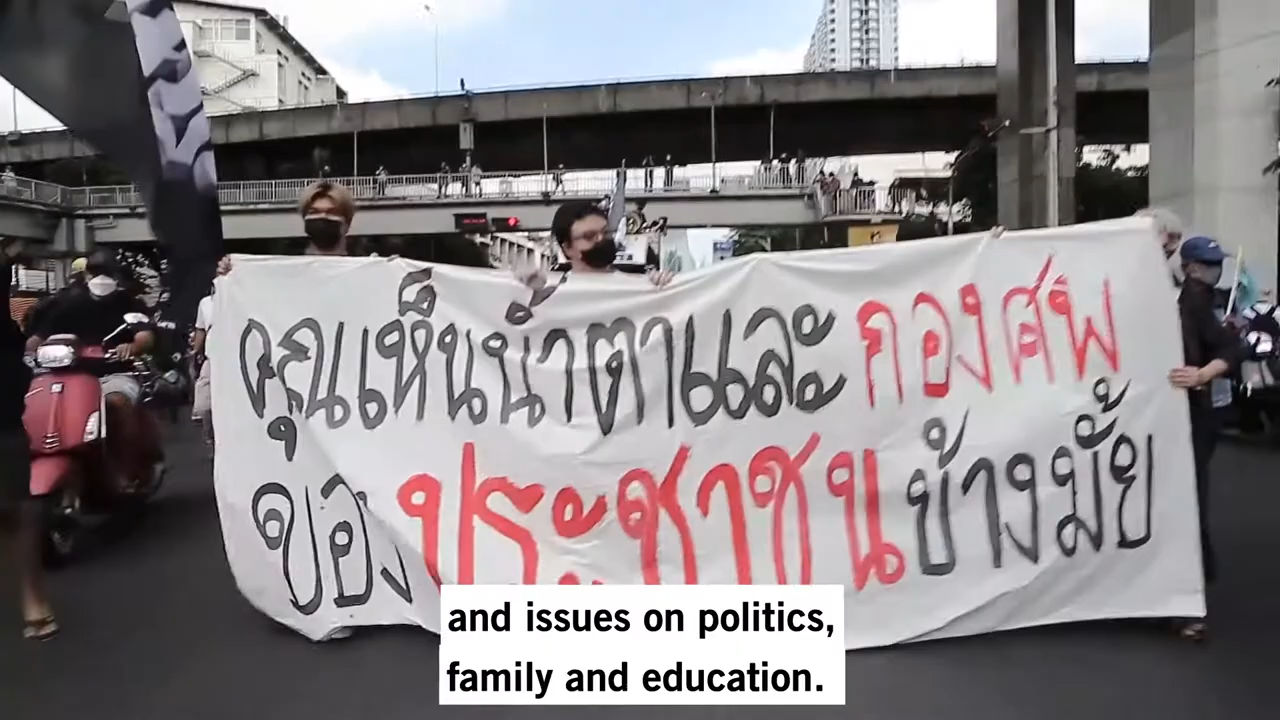 คุณเห็นน้ำตาและกองศพ
ของประชาชนบ้างมั้ย
and issues on politics,
family and education.